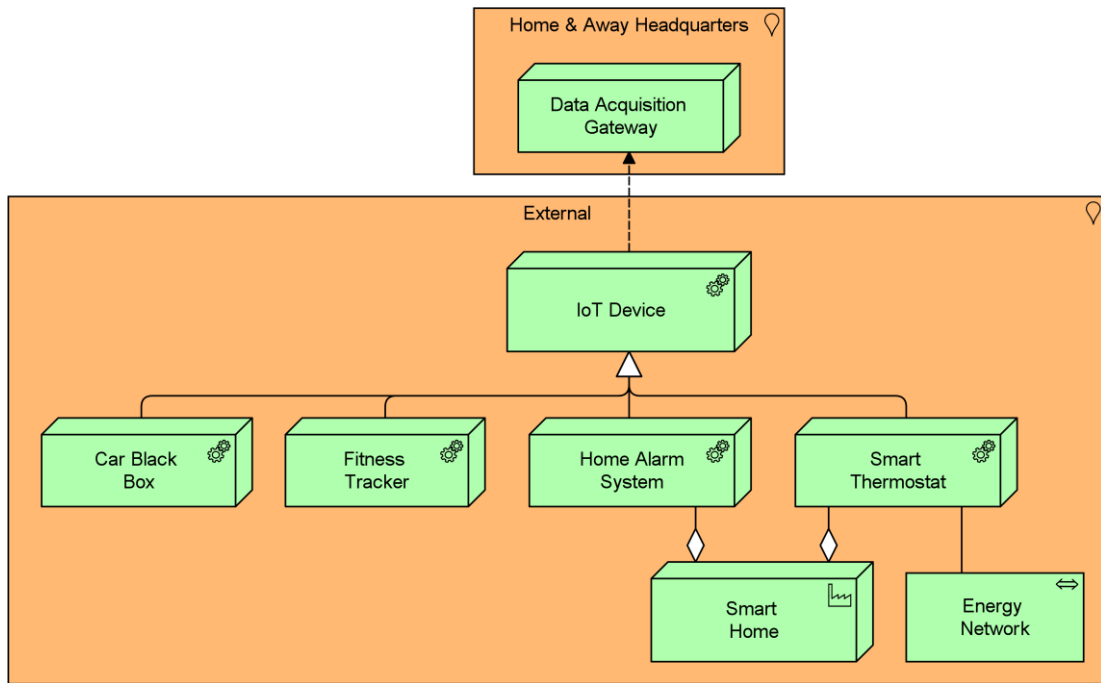 Home & Away Headquarters
Data Acquisition
Gateway
External
IoT Device
Car Black
Box
Fitness
Tracker
Home Alarm
System
Smart
Thermostat
Smart
Home
Energy
Network